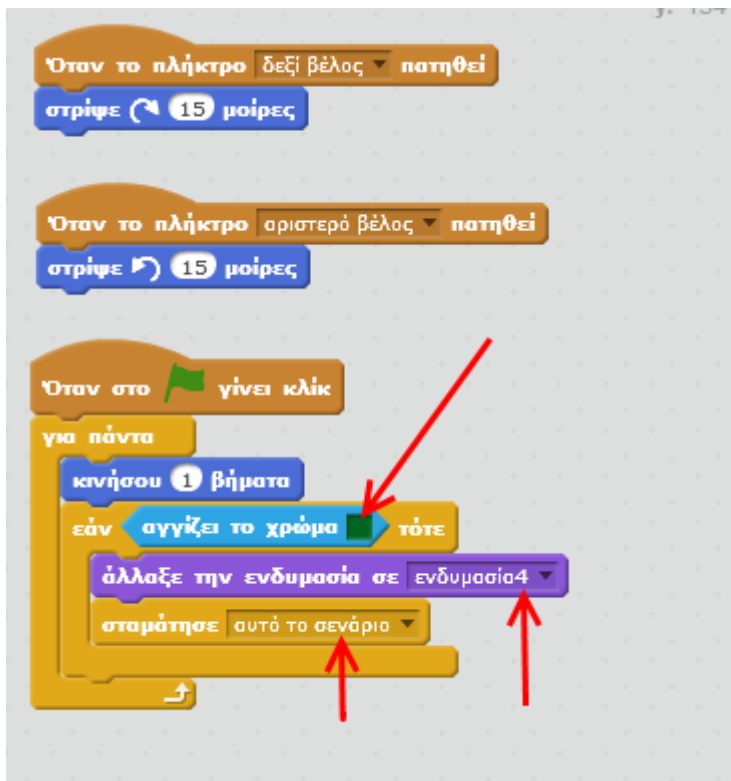 Όταν το πλήκτρο δεξί βέλος πατηθεί
στρίψε 15 μοίρες
Όταν το πλήκτρο αριστερό βέλος πατηθεί
στρίψε 15 μοίρες
Όταν στο γίνει κλίκ
για πάντα
κινήσου 1 βήματα
εάν αγγίζει το χρώμα τότε
άλλαξε την ενδυμασία σε ενδυμασία4
σταμάτησε αυτό το σενάριο